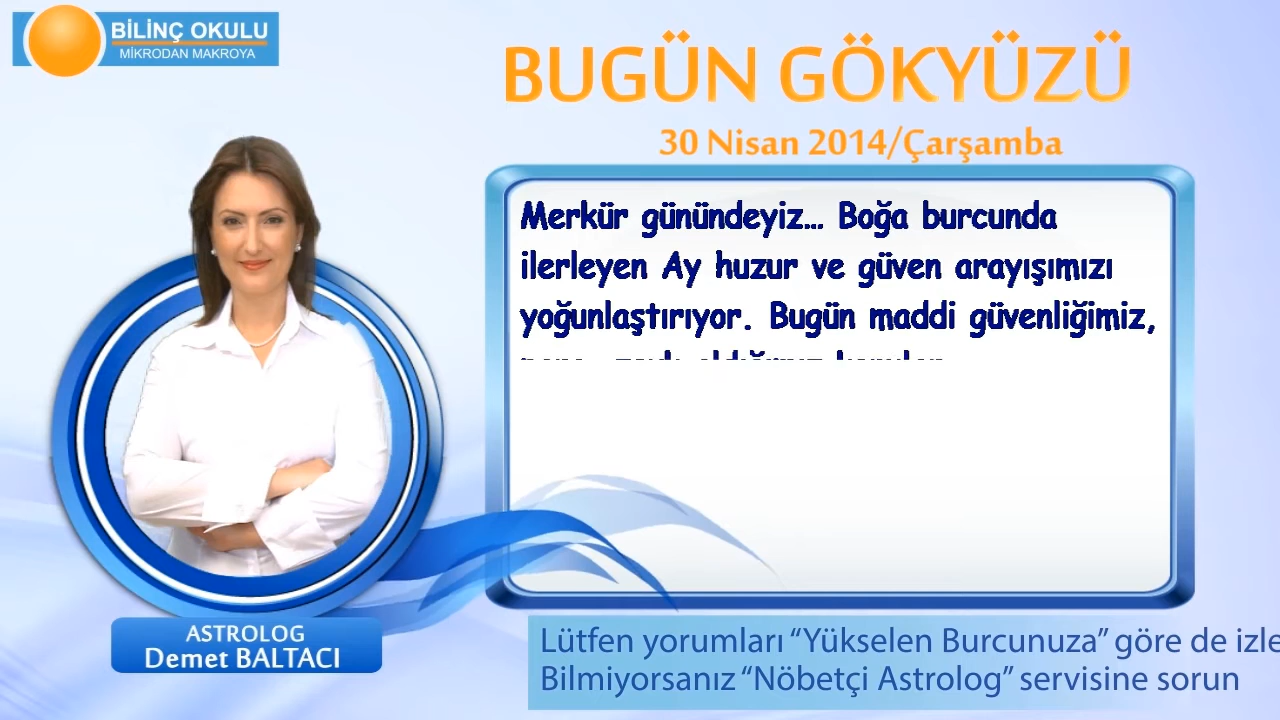 BİLİNÇ OKULU
MİKRODAN MAKROYA
BUGÜN GÖKYÜZÜ
30 Nisan 2014/Çarşamba
Merkür günündeyiz... Boğa burcunda
ilerleyen Ay huzur ve güven arayışımızı
yoğunlaştırıyor. Bugün maddi güvenliğimiz,
ASTROLOG
Demet BALTACI
Lütfen yorumları “Yükselen Burcunuza” göre de izle
Bilmiyorsanız “Nöbetçi Astrolog” servisine sorun